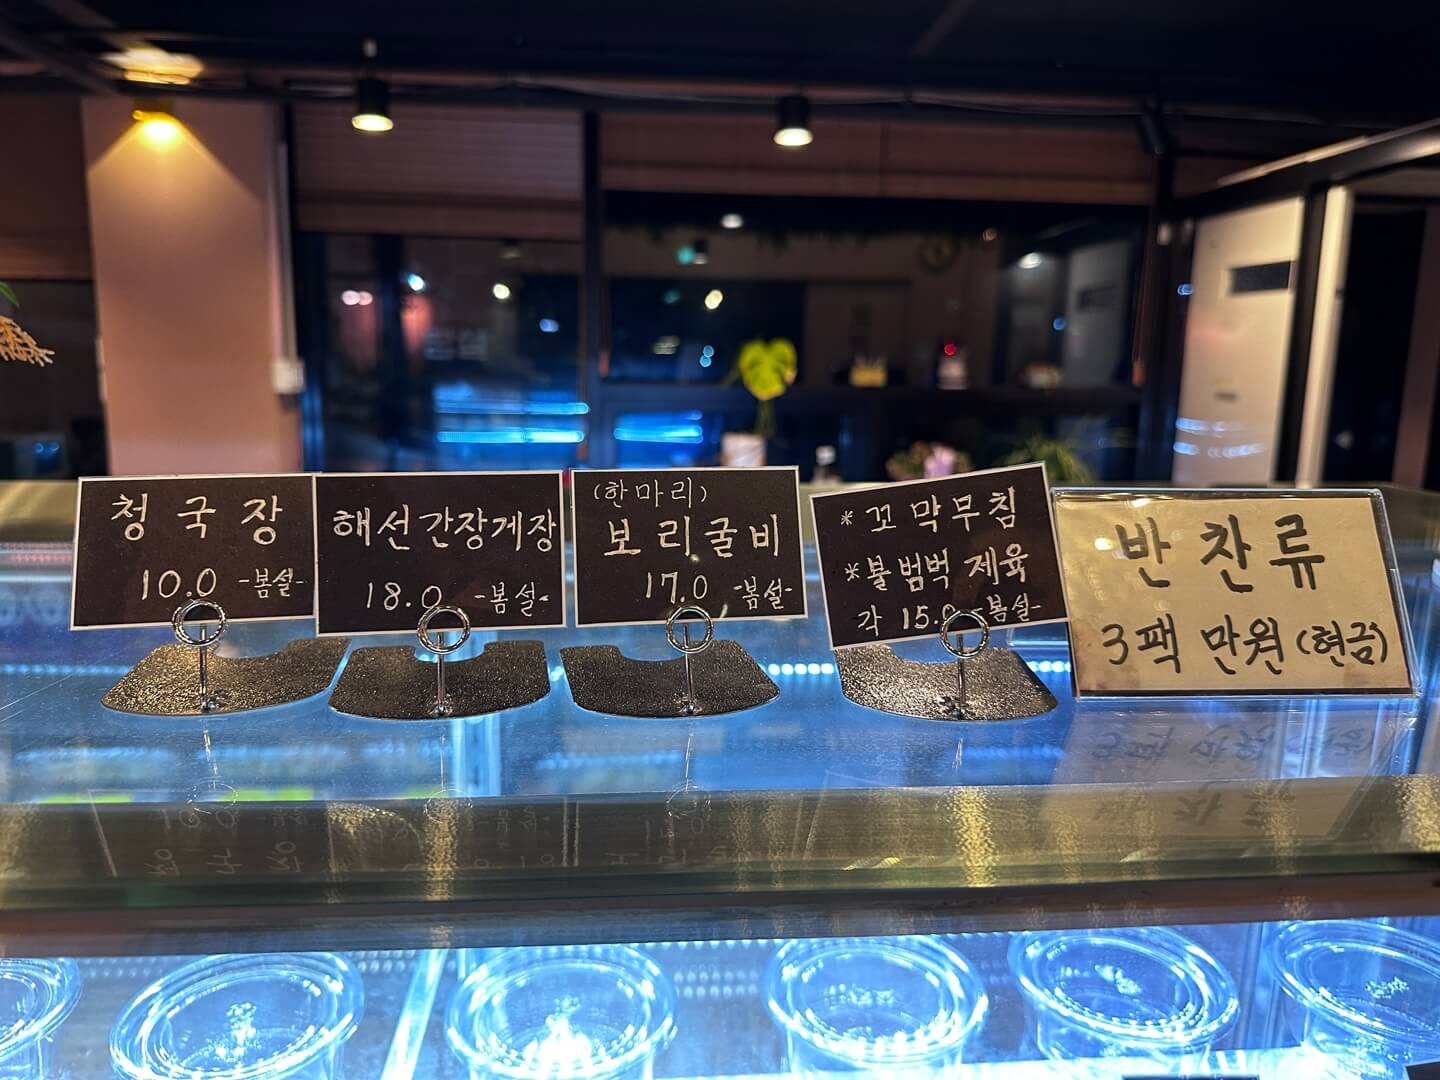 청국장
10.0 -봄설-
해선간장게장
18.0 -봄설-
(한마리)
보리굴비
17.0 -봄설-
*꼬막무침
*불범벅 제육
각 15.0 -봄설-
반찬류
3팩 만원 (현금)